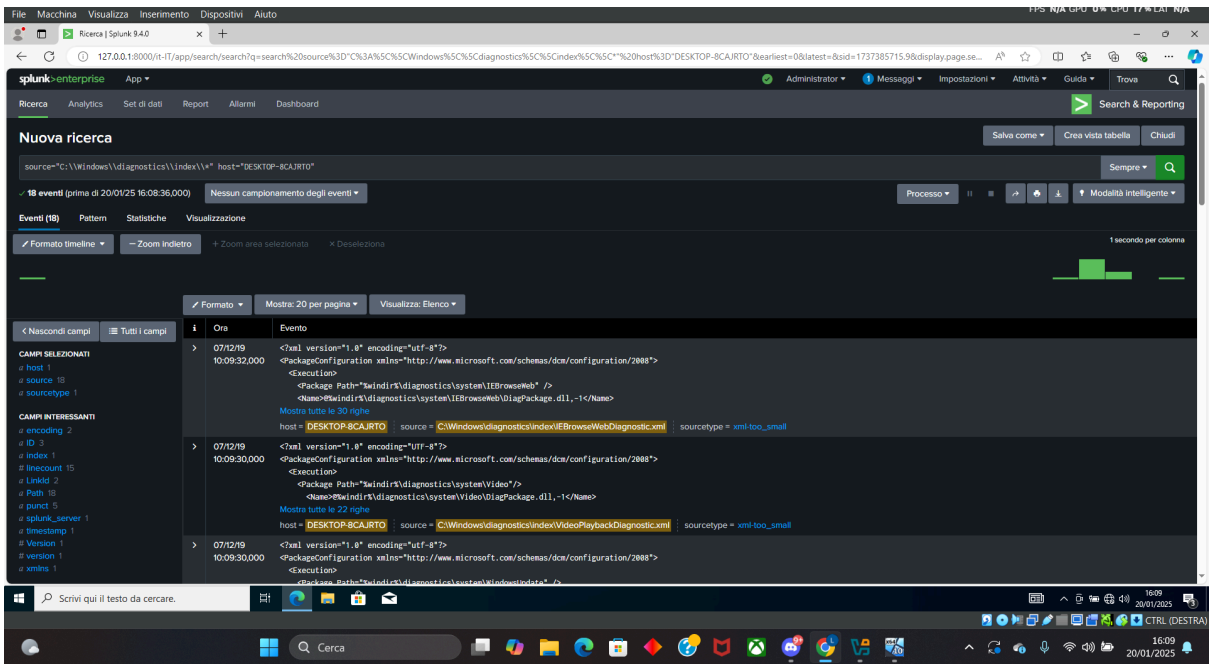 File Macchina Visualizza Inserimento Dispositivi Aiuto
FPS N/A GPU 0% CPU 17% LAT N/A
Ricerca | Splunk 9.4.0
127.0.0.1:8000/it-IT/app/search/search?q=search%20source%3D"C%3A%5C%5CWindows%5C%5Cdiagnostics%5C%5Cindex%5C%5C*"%20host%3D"DESKTOP-8CAJRTO"&earliest=0&latest=&sid=1737385715.9&display.page.se...
splunk>enterprise App
Administrator 1 Messaggi Impostazioni Attività Guida Trova
Ricerca Analytics Set di dati Report Allarmi Dashboard
Search & Reporting
Nuova ricerca
Salva come Crea vista tabella Chiudi
source="C:\\Windows\\diagnostics\\index\\*" host="DESKTOP-8CAJRTO"
Sempre
18 eventi (prima di 20/01/25 16:08:36,000) Nessun campionamento degli eventi
Processo Modalità intelligente
Eventi (18) Pattern Statistiche Visualizzazione
Formato timeline − Zoom indietro + Zoom area selezionata × Deseleziona
1 secondo per colonna
Formato Mostra: 20 per pagina Visualizza: Elenco
< Nascondi campi Tutti i campi
i Ora Evento
CAMPI SELEZIONATI
a host 1
a source 18
a sourcetype 1
CAMPI INTERESSANTI
a encoding 2
a ID 3
a index 1
# linecount 15
a LinkId 2
a Path 18
a punct 5
a splunk_server 1
a timestamp 1
# Version 1
# version 1
a xmlns 1
> 07/12/19
10:09:32,000
<?xml version="1.0" encoding="utf-8"?>
<PackageConfiguration xmlns="http://www.microsoft.com/schemas/dcm/configuration/2008">
<Execution>
<Package Path="%windir%\diagnostics\system\IEBrowseWeb" />
<Name>@%windir%\diagnostics\system\IEBrowseWeb\DiagPackage.dll,-1</Name>
Mostra tutte le 30 righe
host = DESKTOP-8CAJRTO source = C:\Windows\diagnostics\index\IEBrowseWebDiagnostic.xml sourcetype = xml-too_small
> 07/12/19
10:09:30,000
<?xml version="1.0" encoding="UTF-8"?>
<PackageConfiguration xmlns="http://www.microsoft.com/schemas/dcm/configuration/2008">
<Execution>
<Package Path="%windir%\diagnostics\system\Video"/>
<Name>@%windir%\diagnostics\system\Video\DiagPackage.dll,-1</Name>
Mostra tutte le 22 righe
host = DESKTOP-8CAJRTO source = C:\Windows\diagnostics\index\VideoPlaybackDiagnostic.xml sourcetype = xml-too_small
> 07/12/19
10:09:30,000
<?xml version="1.0" encoding="utf-8"?>
<PackageConfiguration xmlns="http://www.microsoft.com/schemas/dcm/configuration/2008">
<Execution>
<Package Path="%windir%\diagnostics\system\WindowsUpdate" />
Scrivi qui il testo da cercare.
16:09
20/01/2025
CTRL (DESTRA)
Cerca
16:09
20/01/2025